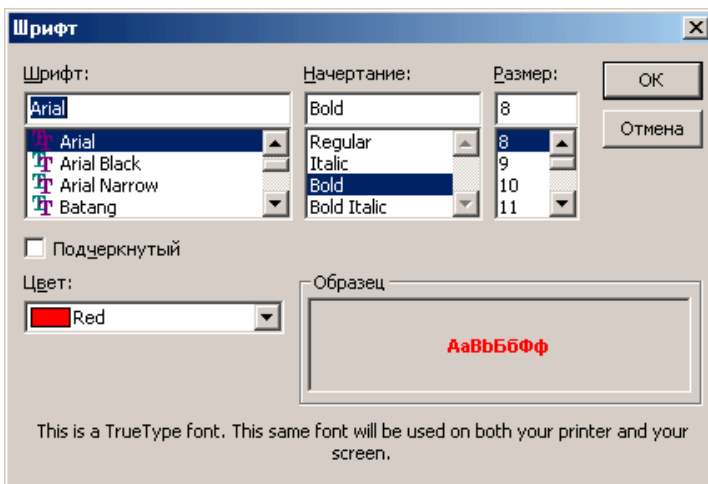 Шрифт
Шрифт:
Начертание:
Размер:
Arial
Bold
8
OK
Отмена
Arial
Arial Black
Arial Narrow
Batang
Regular
Italic
Bold
Bold Italic
8
9
10
11
Подчеркнутый
Цвет:
Red
Образец
AaBbБбФф
This is a TrueType font. This same font will be used on both your printer and your
screen.